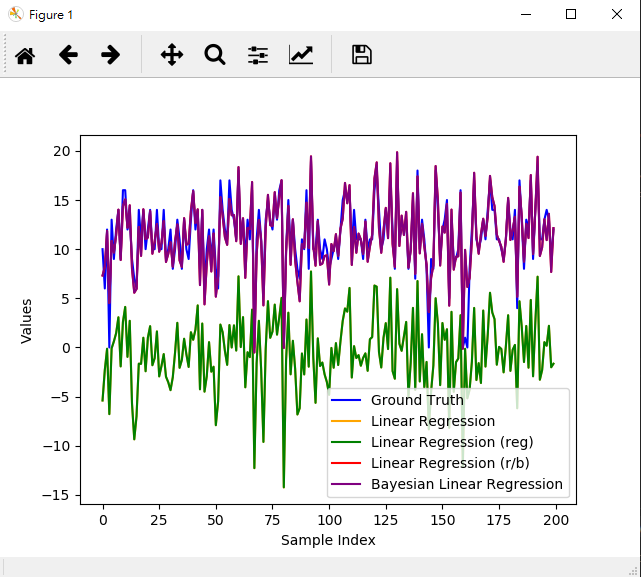 Figure 1
20
15
10
5
0
−5
−10
−15
Values
0 25 50 75 100 125 150 175 200
Sample Index
Ground Truth
Linear Regression
Linear Regression (reg)
Linear Regression (r/b)
Bayesian Linear Regression